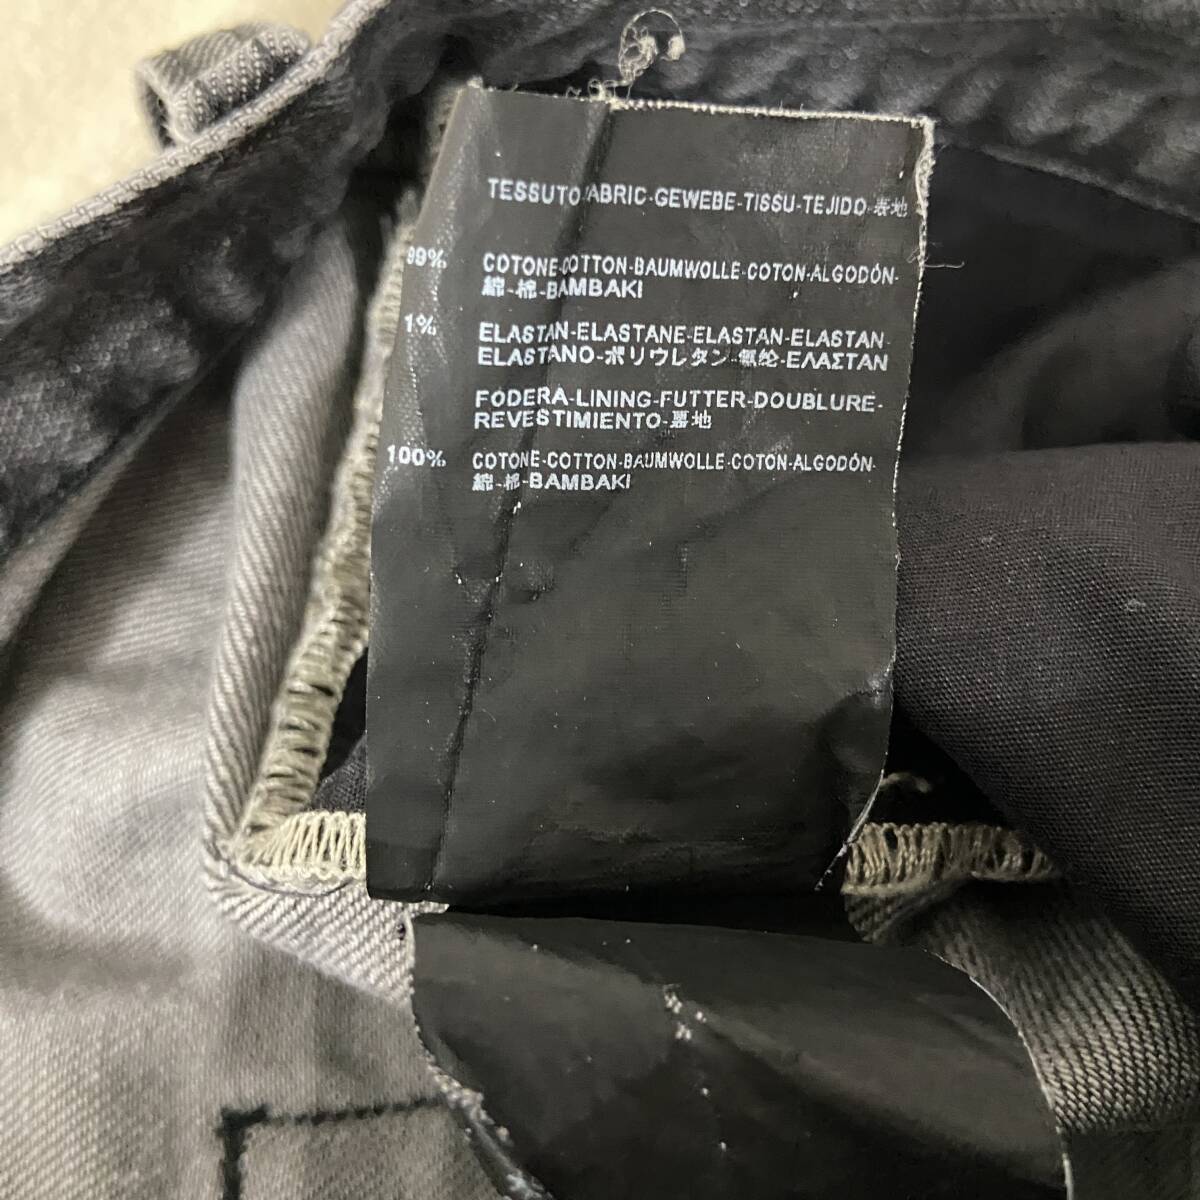 TESSUTO-FABRIC-GEWEBE-TISSU-TEJIDO-表地
99% COTONE-COTTON-BAUMWOLLE-COTON-ALGODÓN-
綿-棉-BAMBAKI
1% ELASTAN-ELASTANE-ELASTAN-ELASTAN-
ELASTANO-ポリウレタン-氨纶-ΕΛΑΣΤΑΝ
FODERA-LINING-FUTTER-DOUBLURE-
REVESTIMIENTO-裏地
100% COTONE-COTTON-BAUMWOLLE-COTON-ALGODÓN-
綿-棉-BAMBAKI